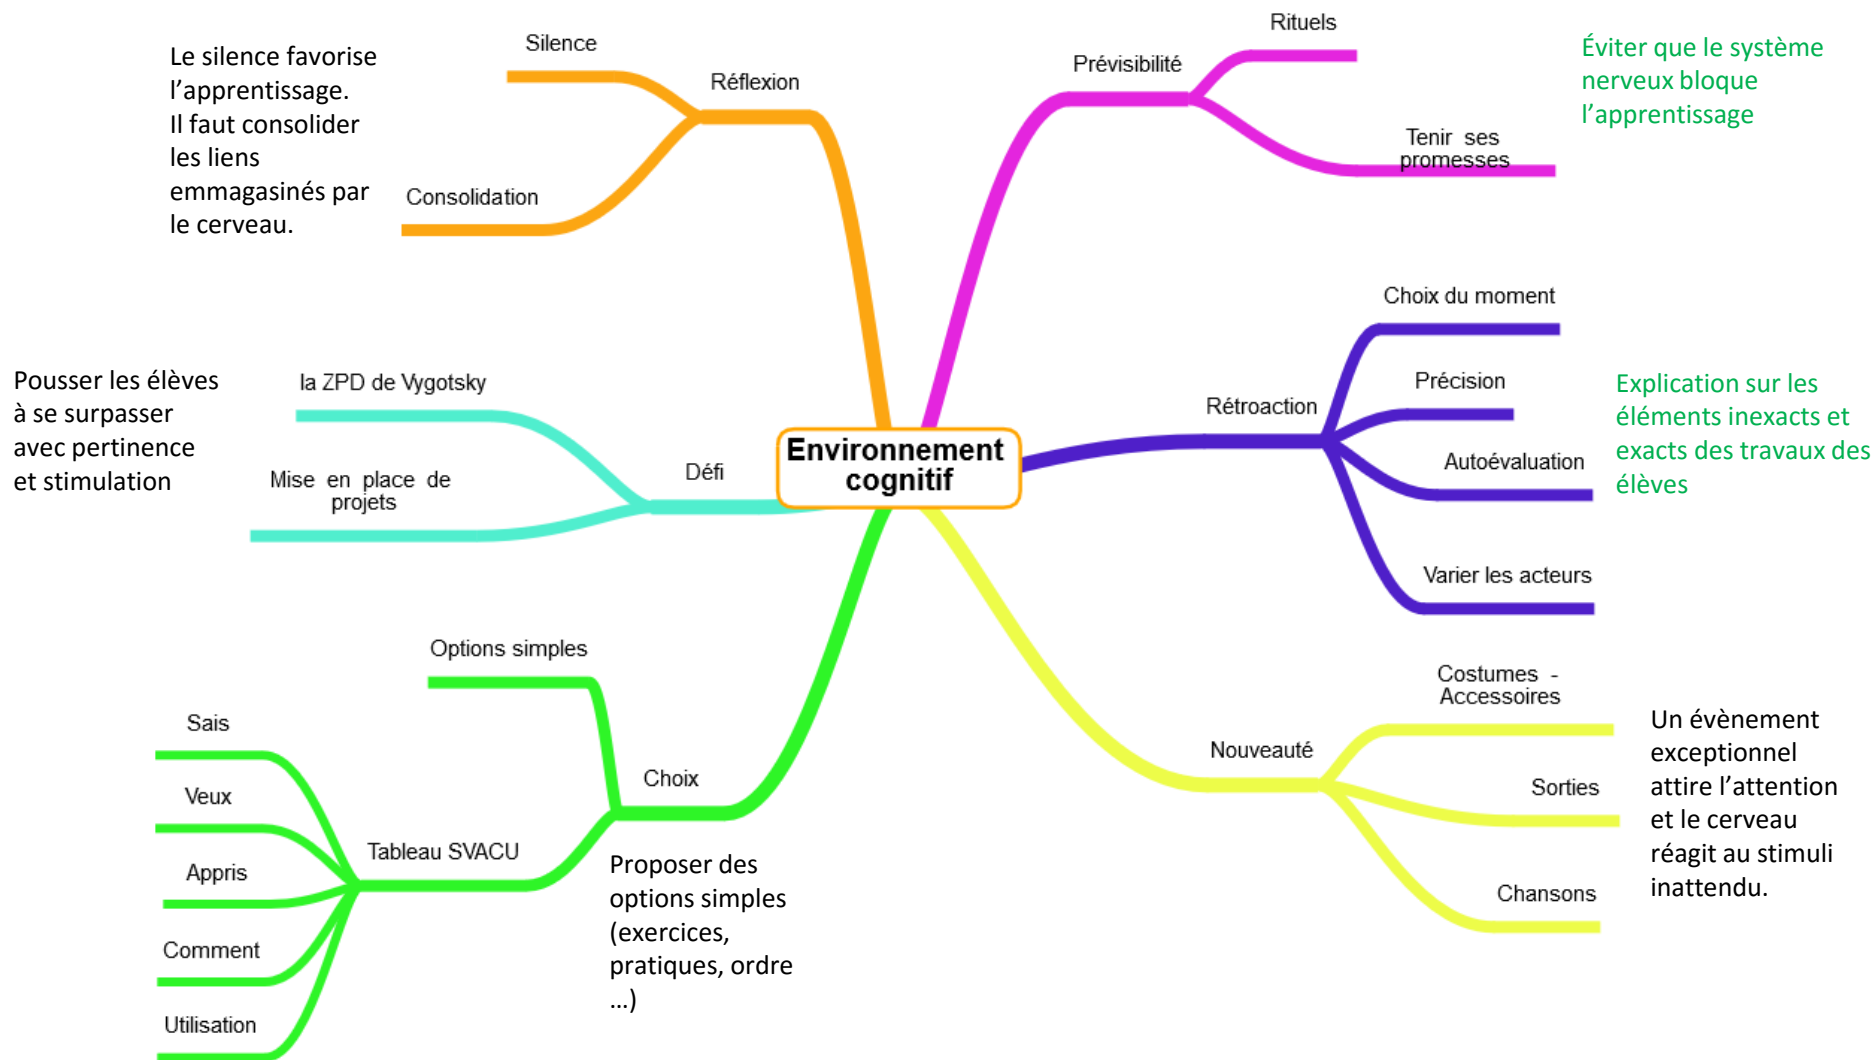 Environnement
cognitif
Réflexion
Silence
Consolidation
Le silence favorise
l’apprentissage.
Il faut consolider
les liens
emmagasinés par
le cerveau.
Prévisibilité
Rituels
Tenir ses
promesses
Éviter que le système
nerveux bloque
l’apprentissage
Rétroaction
Choix du moment
Précision
Autoévaluation
Varier les acteurs
Explication sur les
éléments inexacts et
exacts des travaux des
élèves
Nouveauté
Costumes -
Accessoires
Sorties
Chansons
Un évènement
exceptionnel
attire l’attention
et le cerveau
réagit au stimuli
inattendu.
Défi
la ZPD de Vygotsky
Mise en place de
projets
Pousser les élèves
à se surpasser
avec pertinence
et stimulation
Choix
Options simples
Tableau SVACU
Sais
Veux
Appris
Comment
Utilisation
Proposer des
options simples
(exercices,
pratiques, ordre
…)